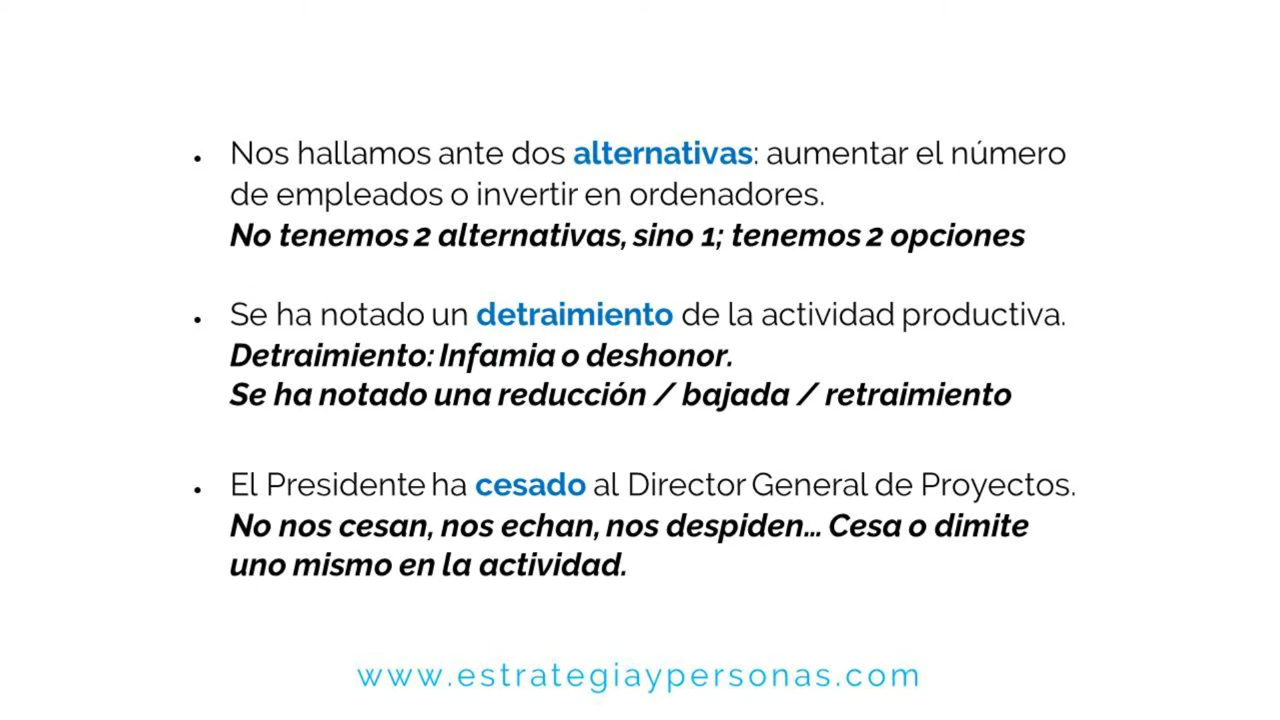 • Nos hallamos ante dos alternativas: aumentar el número
de empleados o invertir en ordenadores.
No tenemos 2 alternativas, sino 1; tenemos 2 opciones
• Se ha notado un detraimiento de la actividad productiva.
Detraimiento: Infamia o deshonor.
Se ha notado una reducción / bajada / retraimiento
• El Presidente ha cesado al Director General de Proyectos.
No nos cesan, nos echan, nos despiden... Cesa o dimite
uno mismo en la actividad.
www.estrategiaypersonas.com